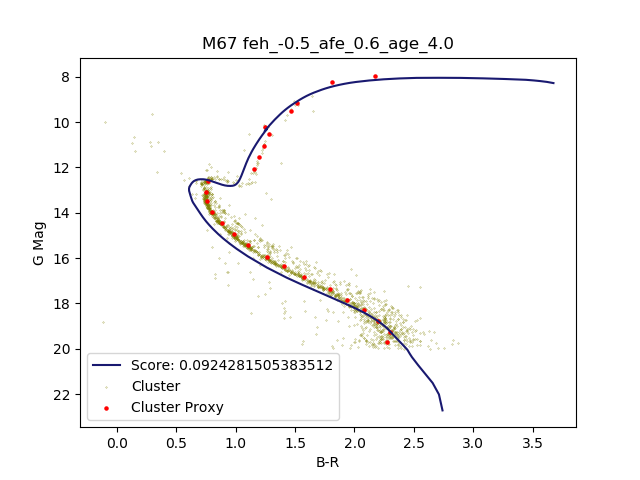 M67 feh_-0.5_afe_0.6_age_4.0
8
10
12
14
16
18
20
22
G Mag
Score: 0.0924281505383512
Cluster
Cluster Proxy
0.0 0.5 1.0 1.5 2.0 2.5 3.0 3.5
B-R